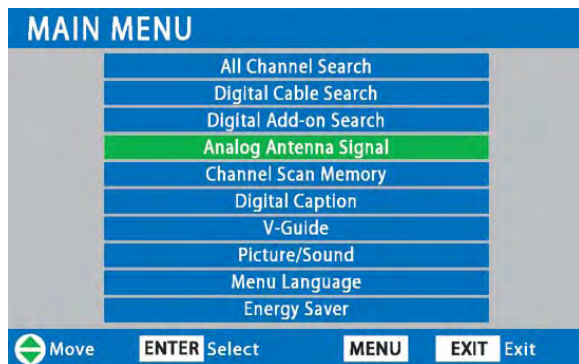 MAIN MENU
All Channel Search
Digital Cable Search
Digital Add-on Search
Analog Antenna Signal
Channel Scan Memory
Digital Caption
V-Guide
Picture/Sound
Menu Language
Energy Saver
Move ENTER Select MENU EXIT Exit